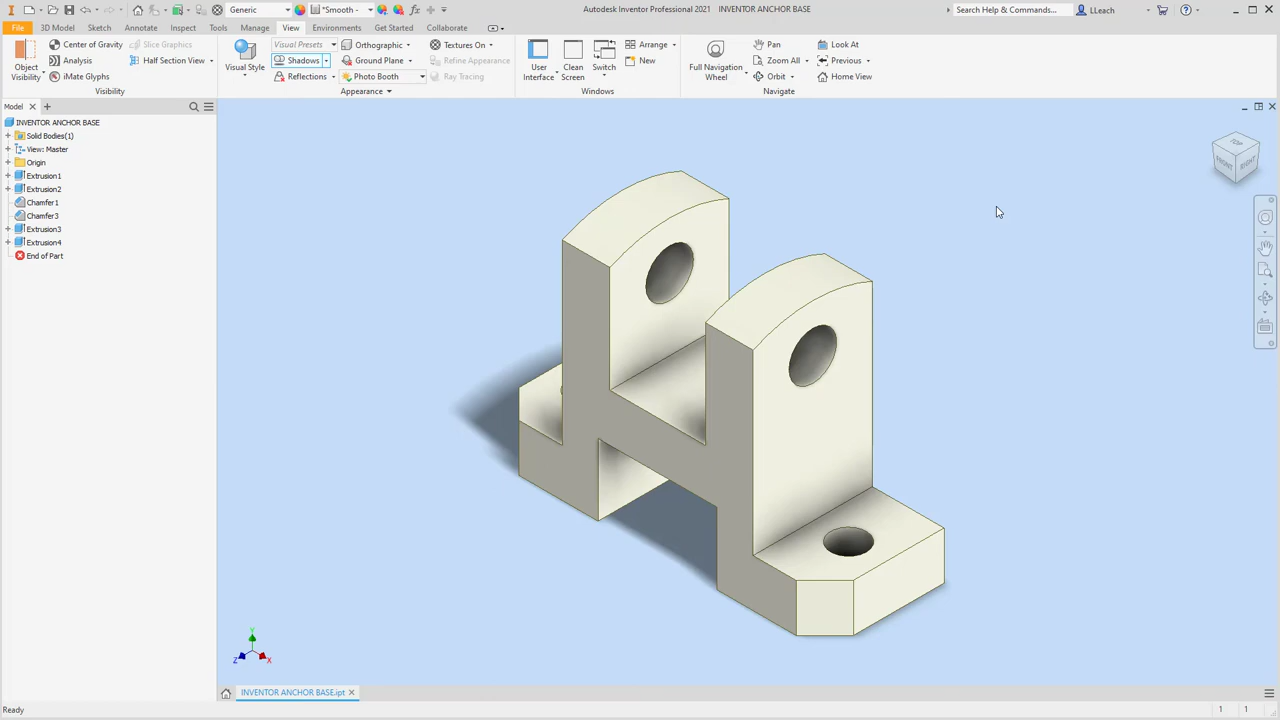 Generic
*Smooth -
fx
Autodesk Inventor Professional 2021 INVENTOR ANCHOR BASE
Search Help & Commands...
LLeach
File 3D Model Sketch Annotate Inspect Tools Manage View Environments Get Started Collaborate
Object Visibility
Center of Gravity
Analysis
iMate Glyphs
Slice Graphics
Half Section View
Visibility
Visual Style
Visual Presets
Shadows
Reflections
Orthographic
Ground Plane
Photo Booth
Textures On
Refine Appearance
Ray Tracing
Appearance
User Interface
Clean Screen
Switch
Arrange
New
Windows
Full Navigation Wheel
Pan
Zoom All
Orbit
Look At
Previous
Home View
Navigate
Model
INVENTOR ANCHOR BASE
Solid Bodies(1)
View: Master
Origin
Extrusion1
Extrusion2
Chamfer1
Chamfer3
Extrusion3
Extrusion4
End of Part
TOP
FRONT
RIGHT
Y
Z
X
INVENTOR ANCHOR BASE.ipt
Ready
1 1